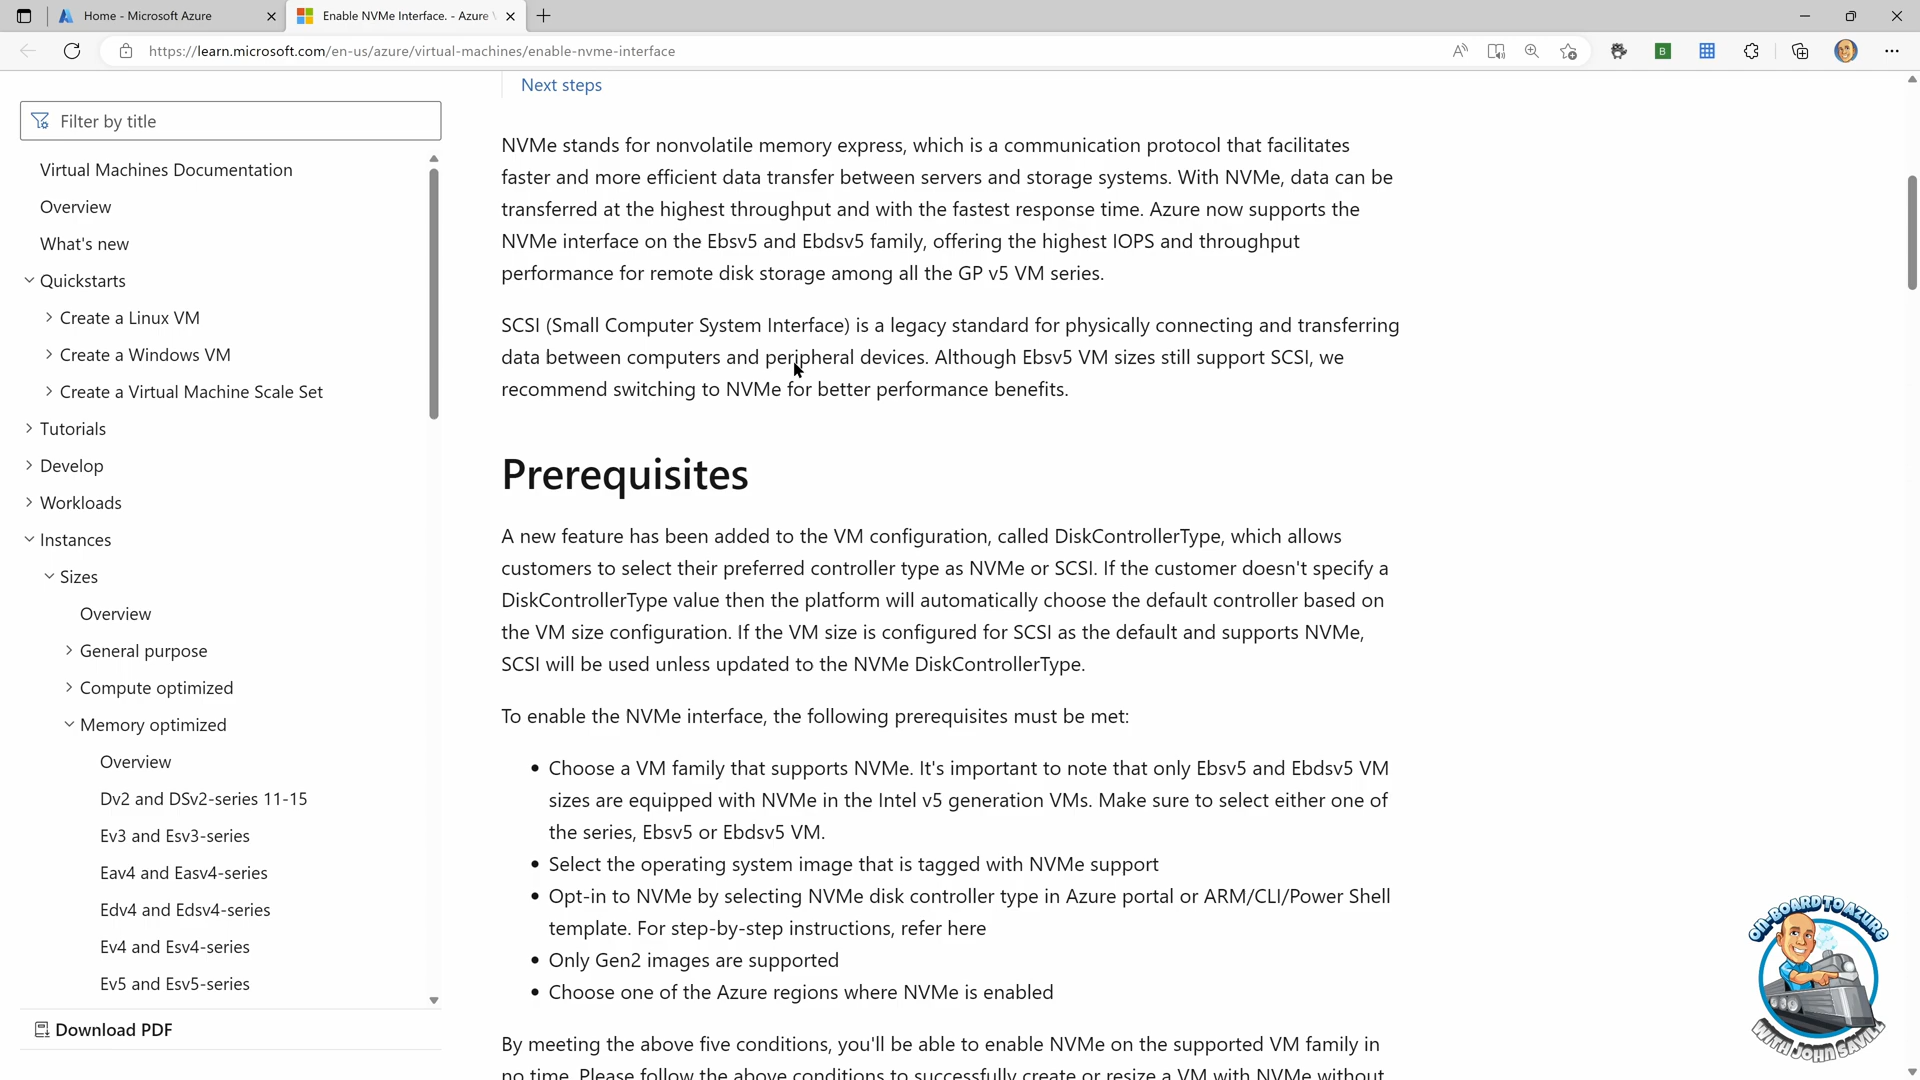 Home - Microsoft Azure
Enable NVMe Interface. - Azure
https://learn.microsoft.com/en-us/azure/virtual-machines/enable-nvme-interface
Filter by title
Virtual Machines Documentation
Overview
What's new
Quickstarts
Create a Linux VM
Create a Windows VM
Create a Virtual Machine Scale Set
Tutorials
Develop
Workloads
Instances
Sizes
Overview
General purpose
Compute optimized
Memory optimized
Overview
Dv2 and DSv2-series 11-15
Ev3 and Esv3-series
Eav4 and Easv4-series
Edv4 and Edsv4-series
Ev4 and Esv4-series
Ev5 and Esv5-series
Download PDF
Next steps
NVMe stands for nonvolatile memory express, which is a communication protocol that facilitates
faster and more efficient data transfer between servers and storage systems. With NVMe, data can be
transferred at the highest throughput and with the fastest response time. Azure now supports the
NVMe interface on the Ebsv5 and Ebdsv5 family, offering the highest IOPS and throughput
performance for remote disk storage among all the GP v5 VM series.
SCSI (Small Computer System Interface) is a legacy standard for physically connecting and transferring
data between computers and peripheral devices. Although Ebsv5 VM sizes still support SCSI, we
recommend switching to NVMe for better performance benefits.
Prerequisites
A new feature has been added to the VM configuration, called DiskControllerType, which allows
customers to select their preferred controller type as NVMe or SCSI. If the customer doesn't specify a
DiskControllerType value then the platform will automatically choose the default controller based on
the VM size configuration. If the VM size is configured for SCSI as the default and supports NVMe,
SCSI will be used unless updated to the NVMe DiskControllerType.
To enable the NVMe interface, the following prerequisites must be met:
• Choose a VM family that supports NVMe. It's important to note that only Ebsv5 and Ebdsv5 VM
sizes are equipped with NVMe in the Intel v5 generation VMs. Make sure to select either one of
the series, Ebsv5 or Ebdsv5 VM.
• Select the operating system image that is tagged with NVMe support
• Opt-in to NVMe by selecting NVMe disk controller type in Azure portal or ARM/CLI/Power Shell
template. For step-by-step instructions, refer here
• Only Gen2 images are supported
• Choose one of the Azure regions where NVMe is enabled
By meeting the above five conditions, you'll be able to enable NVMe on the supported VM family in
no time. Please follow the above conditions to successfully create or resize a VM with NVMe without
ON-BOARD TO AZURE
WITH JOHN SAVILL